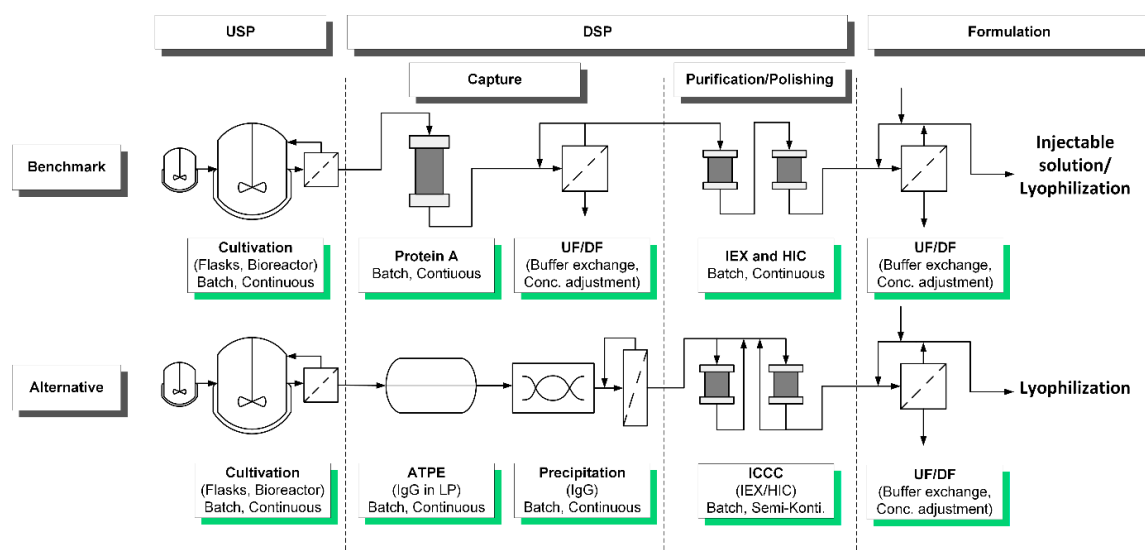 USP
DSP
Formulation
Capture
Purification/Polishing
Benchmark
Injectable
solution/
Lyophilization
Cultivation
(Flasks, Bioreactor)
Batch, Continuous
Protein A
Batch, Contiuous
UF/DF
(Buffer exchange,
Conc. adjustment)
IEX and HIC
Batch, Continuous
UF/DF
(Buffer exchange,
Conc. adjustment)
Alternative
Lyophilization
Cultivation
(Flasks, Bioreactor)
Batch, Continuous
ATPE
(IgG in LP)
Batch, Continuous
Precipitation
(IgG)
Batch, Continuous
ICCC
(IEX/HIC)
Batch, Semi-Konti.
UF/DF
(Buffer exchange,
Conc. adjustment)